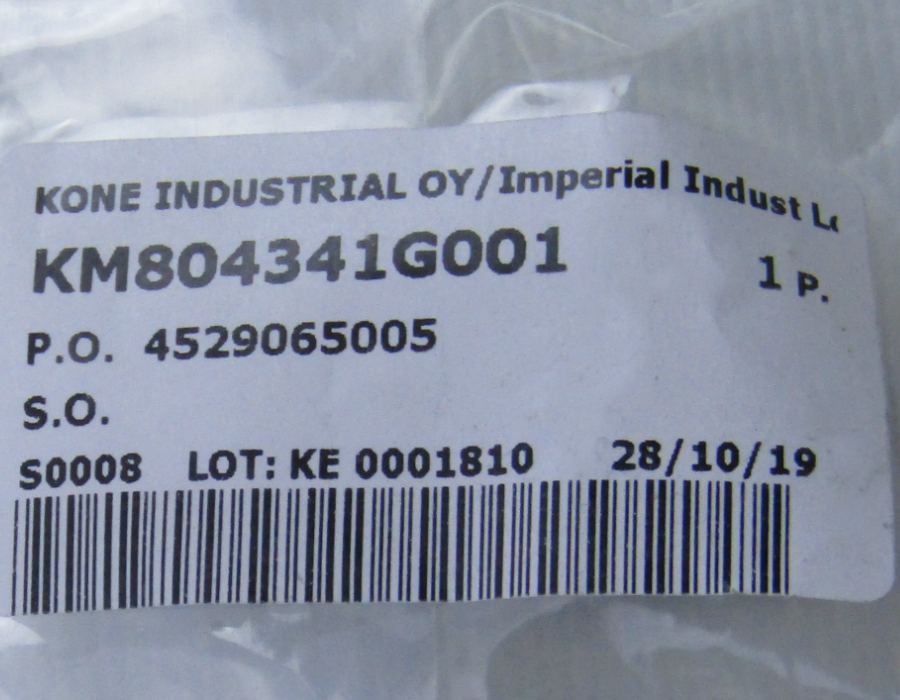 KONE INDUSTRIAL OY/Imperial Indust
KM804341G001
1 P.
P.O. 4529065005
S.O.
S0008 LOT: KE 0001810 28/10/19